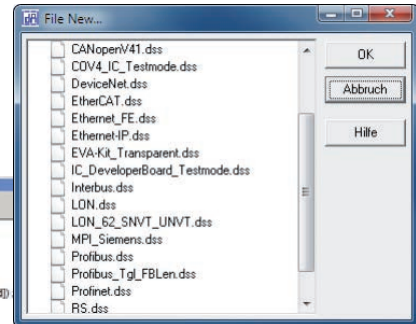 File New...
CANopenV41.dss
COV4_IC_Testmode.dss
DeviceNet.dss
EtherCAT.dss
Ethernet_FE.dss
Ethernet-IP.dss
EVA-Kit_Transparent.dss
IC_DeveloperBoard_Testmode.dss
Interbus.dss
LON.dss
LON_62_SNVT_UNVT.dss
MPI_Siemens.dss
Profibus.dss
Profibus_Tgl_FBLen.dss
Profinet.dss
RS.dss
OK
Abbruch
Hilfe